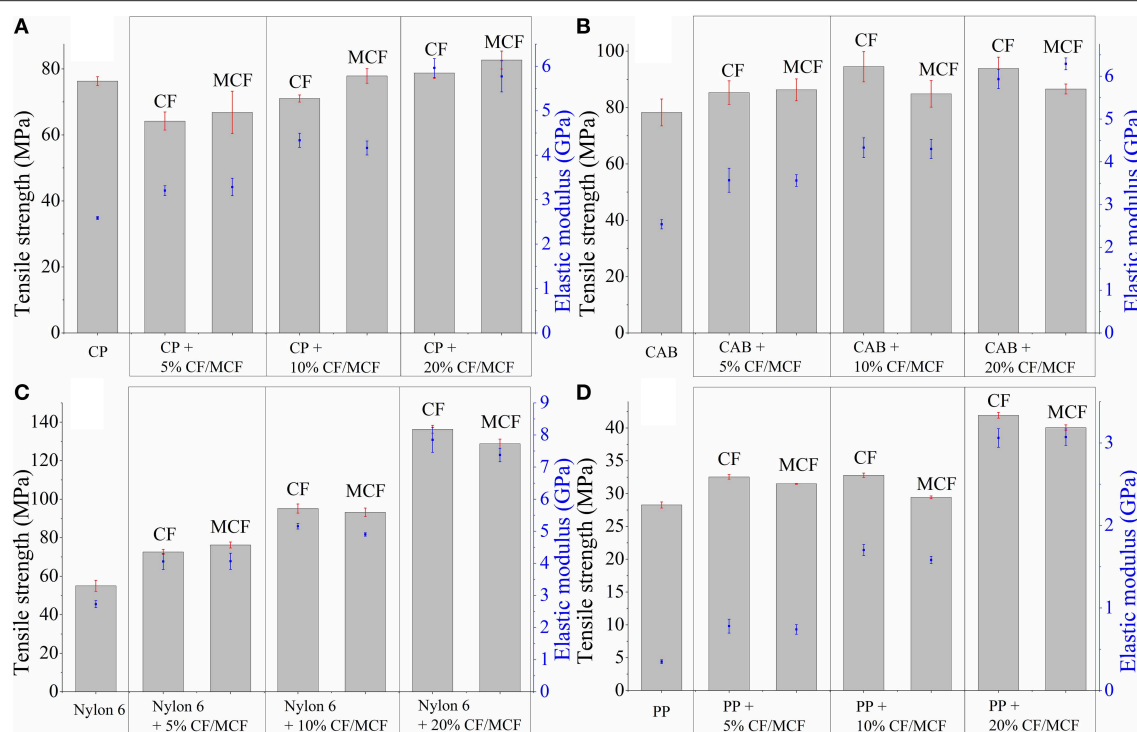 A
Tensile strength (MPa)
80
60
40
20
0
CF
MCF
CF
MCF
CF
MCF
6
5
4
3
2
1
0
Elastic modulus (GPa)
CP
CP +
5% CF/MCF
CP +
10% CF/MCF
CP +
20% CF/MCF
B
Tensile strength (MPa)
100
80
60
40
20
0
CF
MCF
CF
MCF
CF
MCF
6
5
4
3
2
1
0
Elastic modulus (GPa)
CAB
CAB +
5% CF/MCF
CAB +
10% CF/MCF
CAB +
20% CF/MCF
C
Tensile strength (MPa)
140
120
100
80
60
40
20
0
CF
MCF
CF
MCF
CF
MCF
9
8
7
6
5
4
3
2
1
0
Elastic modulus (GPa)
Nylon 6
Nylon 6
+ 5% CF/MCF
Nylon 6
+ 10% CF/MCF
Nylon 6
+ 20% CF/MCF
D
Tensile strength (MPa)
40
35
30
25
20
15
10
5
0
CF
MCF
CF
MCF
CF
MCF
3
2
1
0
Elastic modulus (GPa)
PP
PP +
5% CF/MCF
PP +
10% CF/MCF
PP +
20% CF/MCF